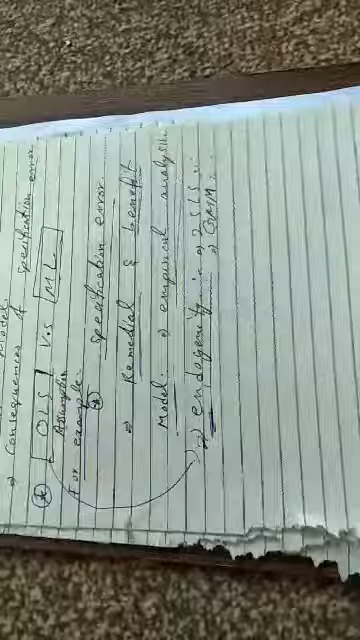 Model.
⇒ Consequences of specification error
⊛ OLS v.s ML
Assumption
For example.
⊛ specification error.
⇒ Remedial & benefit
Model. ⇒ empirical analysis
⇒ endogeneity in ⇒ 2SLS
⇒ GMM